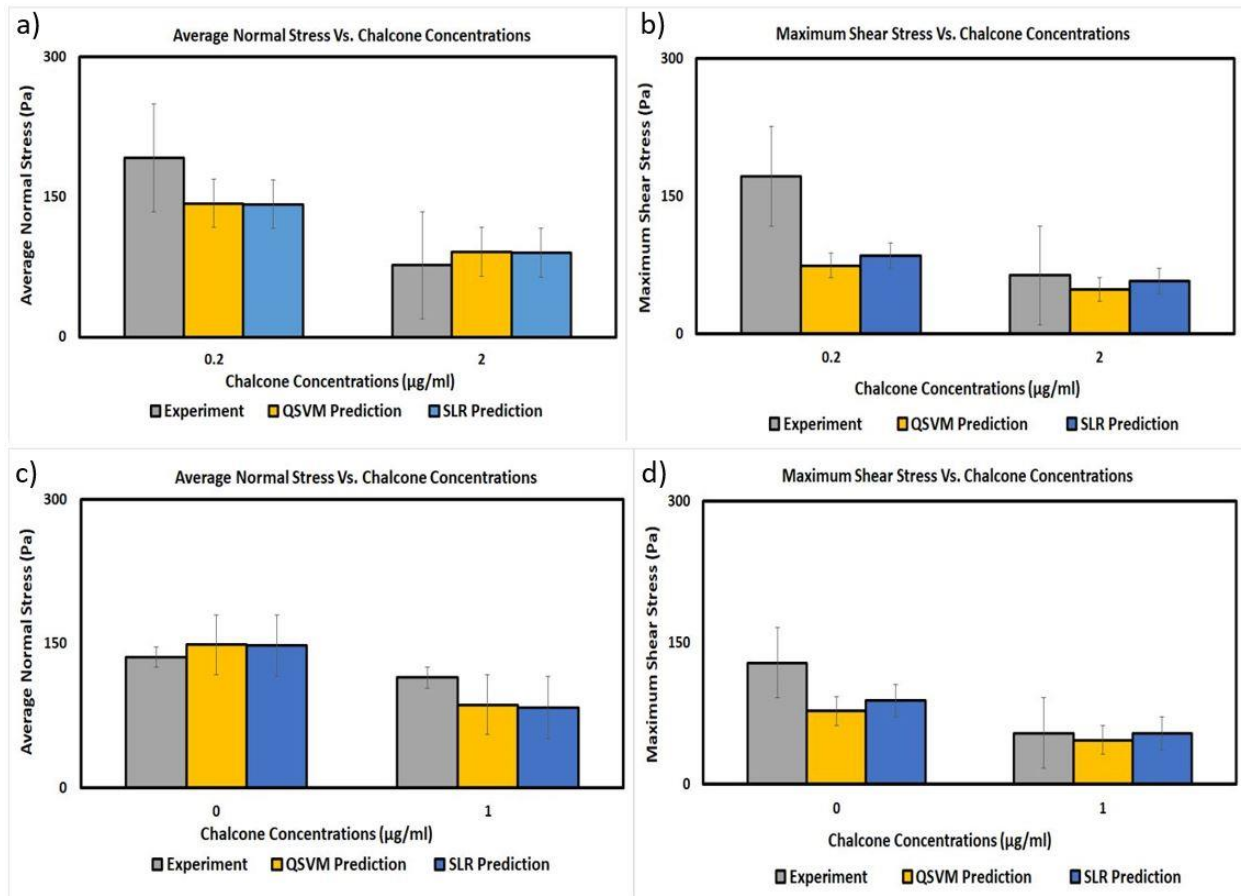 a)
Average Normal Stress Vs. Chalcone Concentrations
Average Normal Stress (Pa)
300
150
0
0.2 2
Chalcone Concentrations (µg/ml)
Experiment QSVM Prediction SLR Prediction
b)
Maximum Shear Stress Vs. Chalcone Concentrations
Maximum Shear Stress (Pa)
300
150
0
0.2 2
Chalcone Concentrations (µg/ml)
Experiment QSVM Prediction SLR Prediction
c)
Average Normal Stress Vs. Chalcone Concentrations
Average Normal Stress (Pa)
300
150
0
0 1
Chalcone Concentrations (µg/ml)
Experiment QSVM Prediction SLR Prediction
d)
Maximum Shear Stress Vs. Chalcone Concentrations
Maximum Shear Stress (Pa)
300
150
0
0 1
Chalcone Concentrations (µg/ml)
Experiment QSVM Prediction SLR Prediction